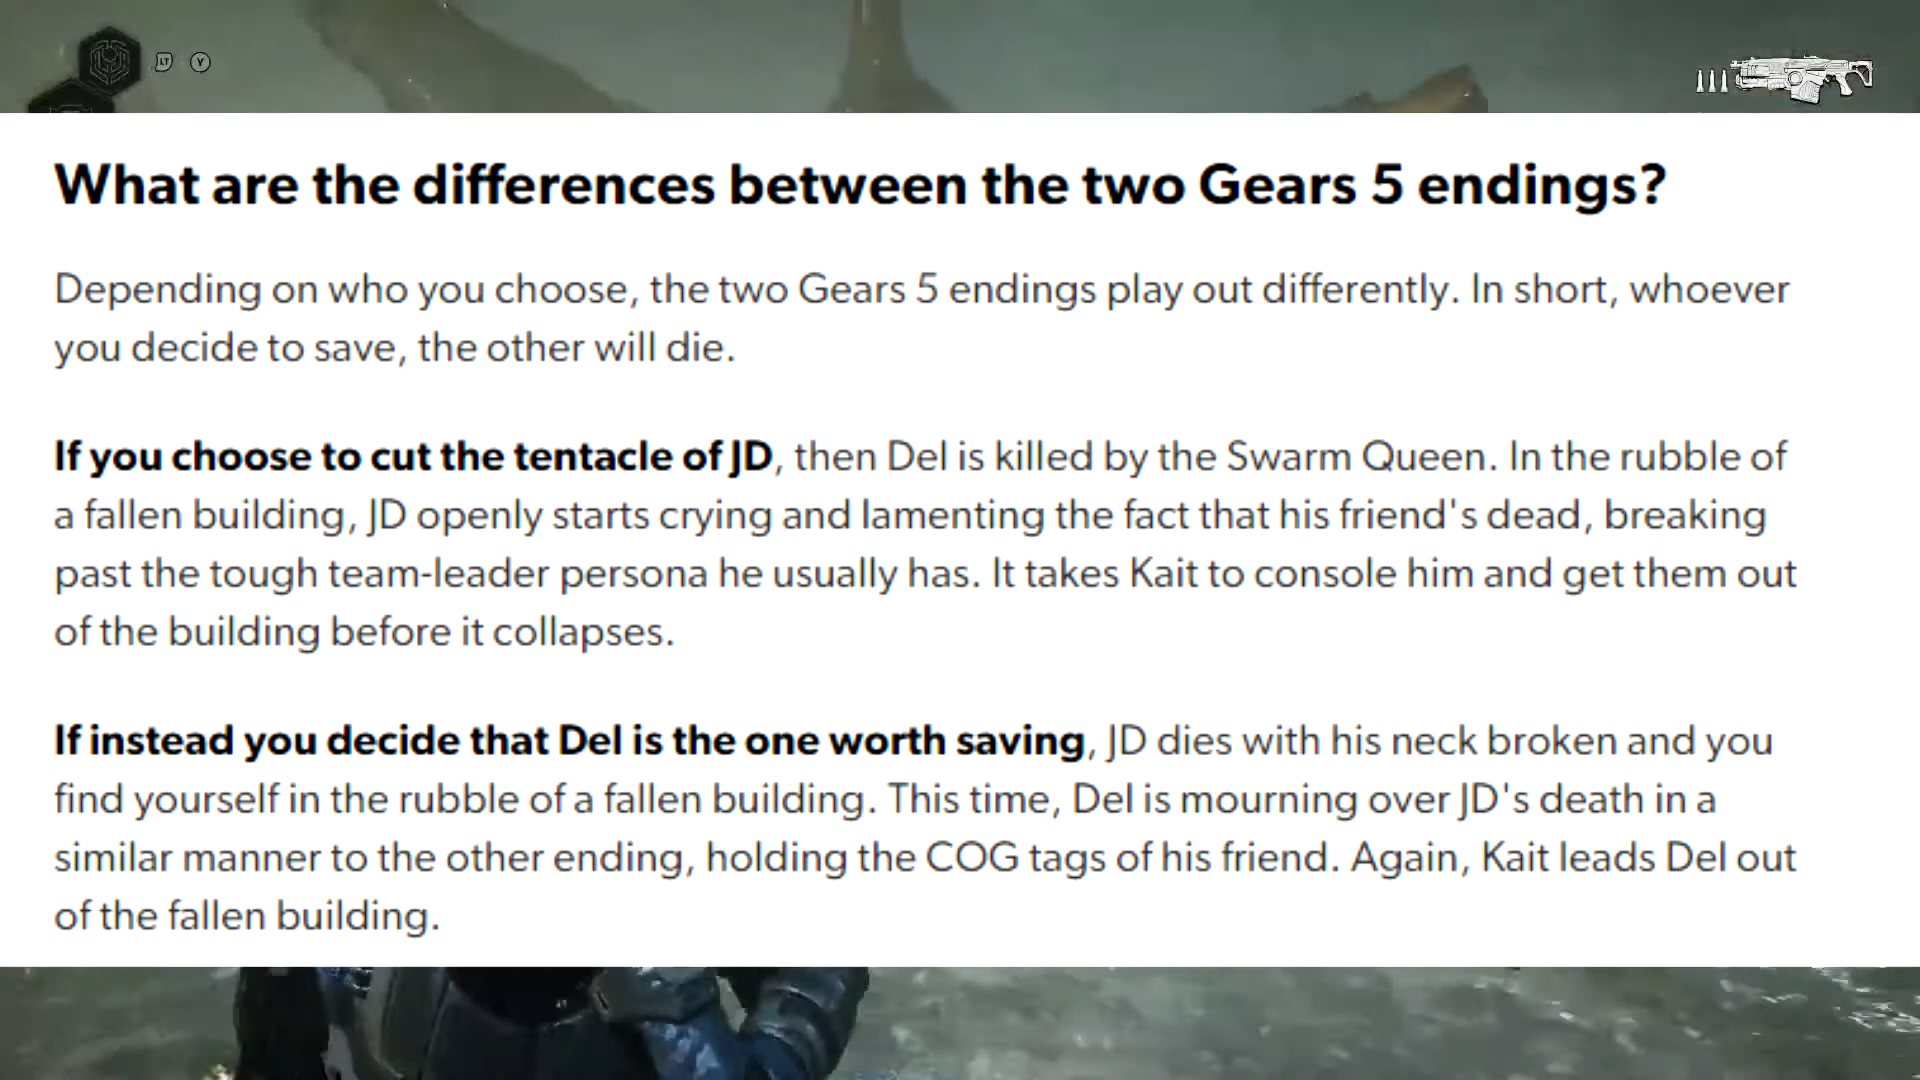 LT Y
What are the differences between the two Gears 5 endings?
Depending on who you choose, the two Gears 5 endings play out differently. In short, whoever
you decide to save, the other will die.
If you choose to cut the tentacle of JD, then Del is killed by the Swarm Queen. In the rubble of
a fallen building, JD openly starts crying and lamenting the fact that his friend's dead, breaking
past the tough team-leader persona he usually has. It takes Kait to console him and get them out
of the building before it collapses.
If instead you decide that Del is the one worth saving, JD dies with his neck broken and you
find yourself in the rubble of a fallen building. This time, Del is mourning over JD's death in a
similar manner to the other ending, holding the COG tags of his friend. Again, Kait leads Del out
of the fallen building.